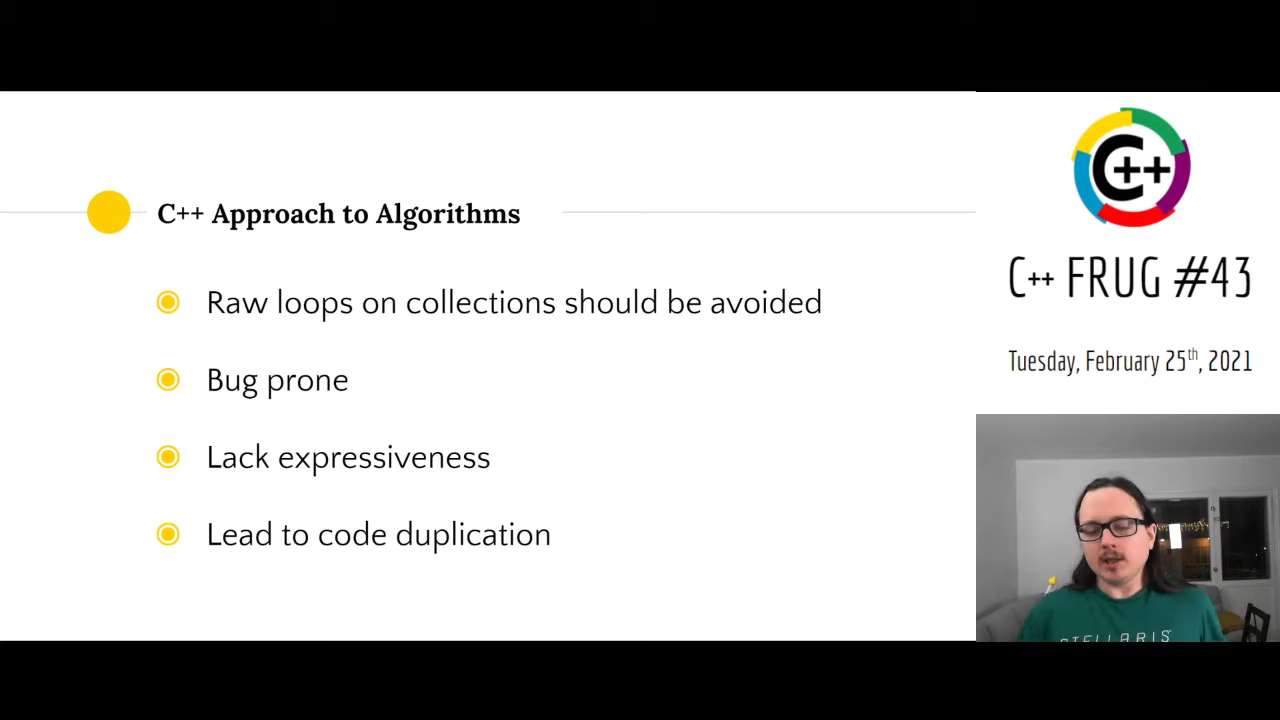 C++ Approach to Algorithms
Raw loops on collections should be avoided
Bug prone
Lack expressiveness
Lead to code duplication
C++
C++ FRUG #43
Tuesday, February 25th, 2021
STELLARIS